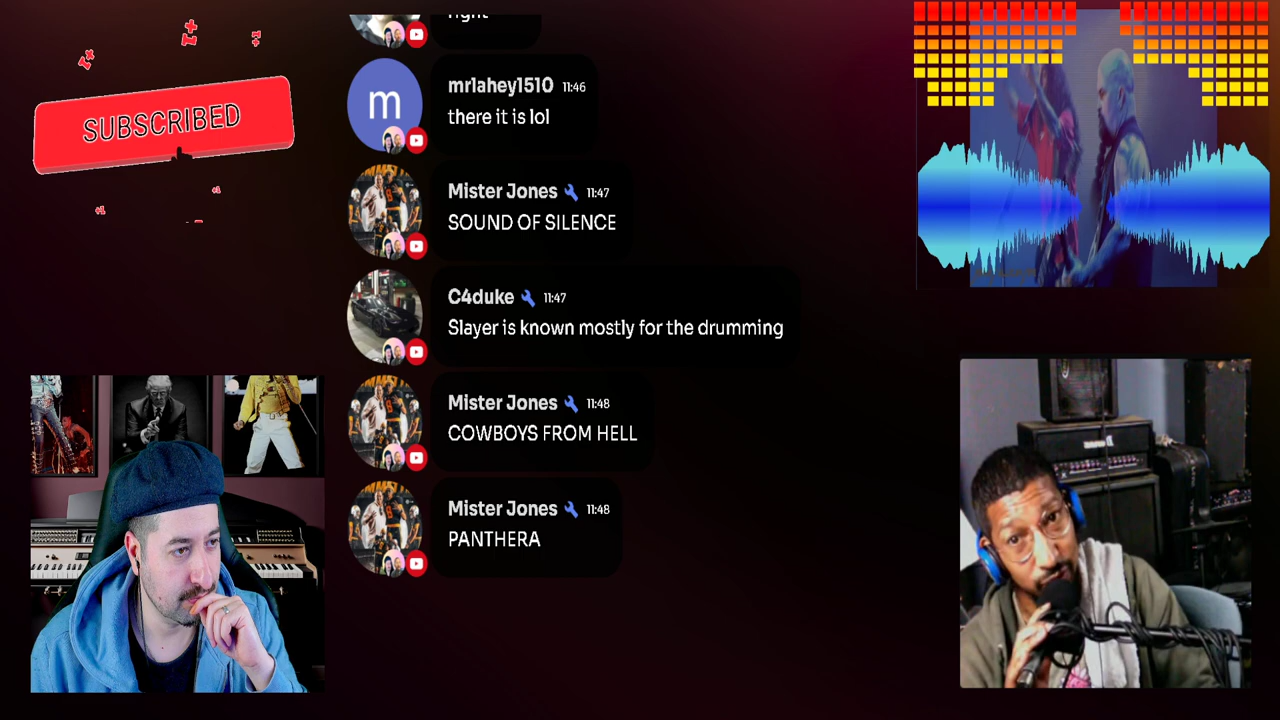 right
SUBSCRIBED
mrlahey1510 11:46
there it is lol
m
Mister Jones 11:47
SOUND OF SILENCE
C4duke 11:47
Slayer is known mostly for the drumming
Mister Jones 11:48
COWBOYS FROM HELL
Mister Jones 11:48
PANTHERA